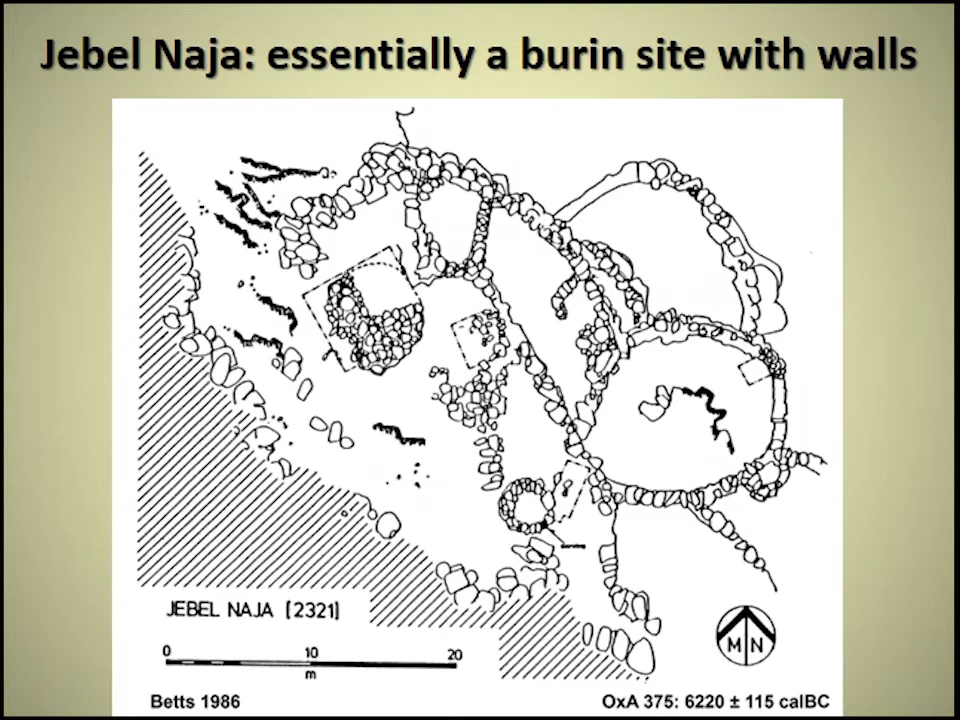 Jebel Naja: essentially a burin site with walls
JEBEL NAJA [2321]
0 10 20
m
M N
Betts 1986
OxA 375: 6220 ± 115 calBC